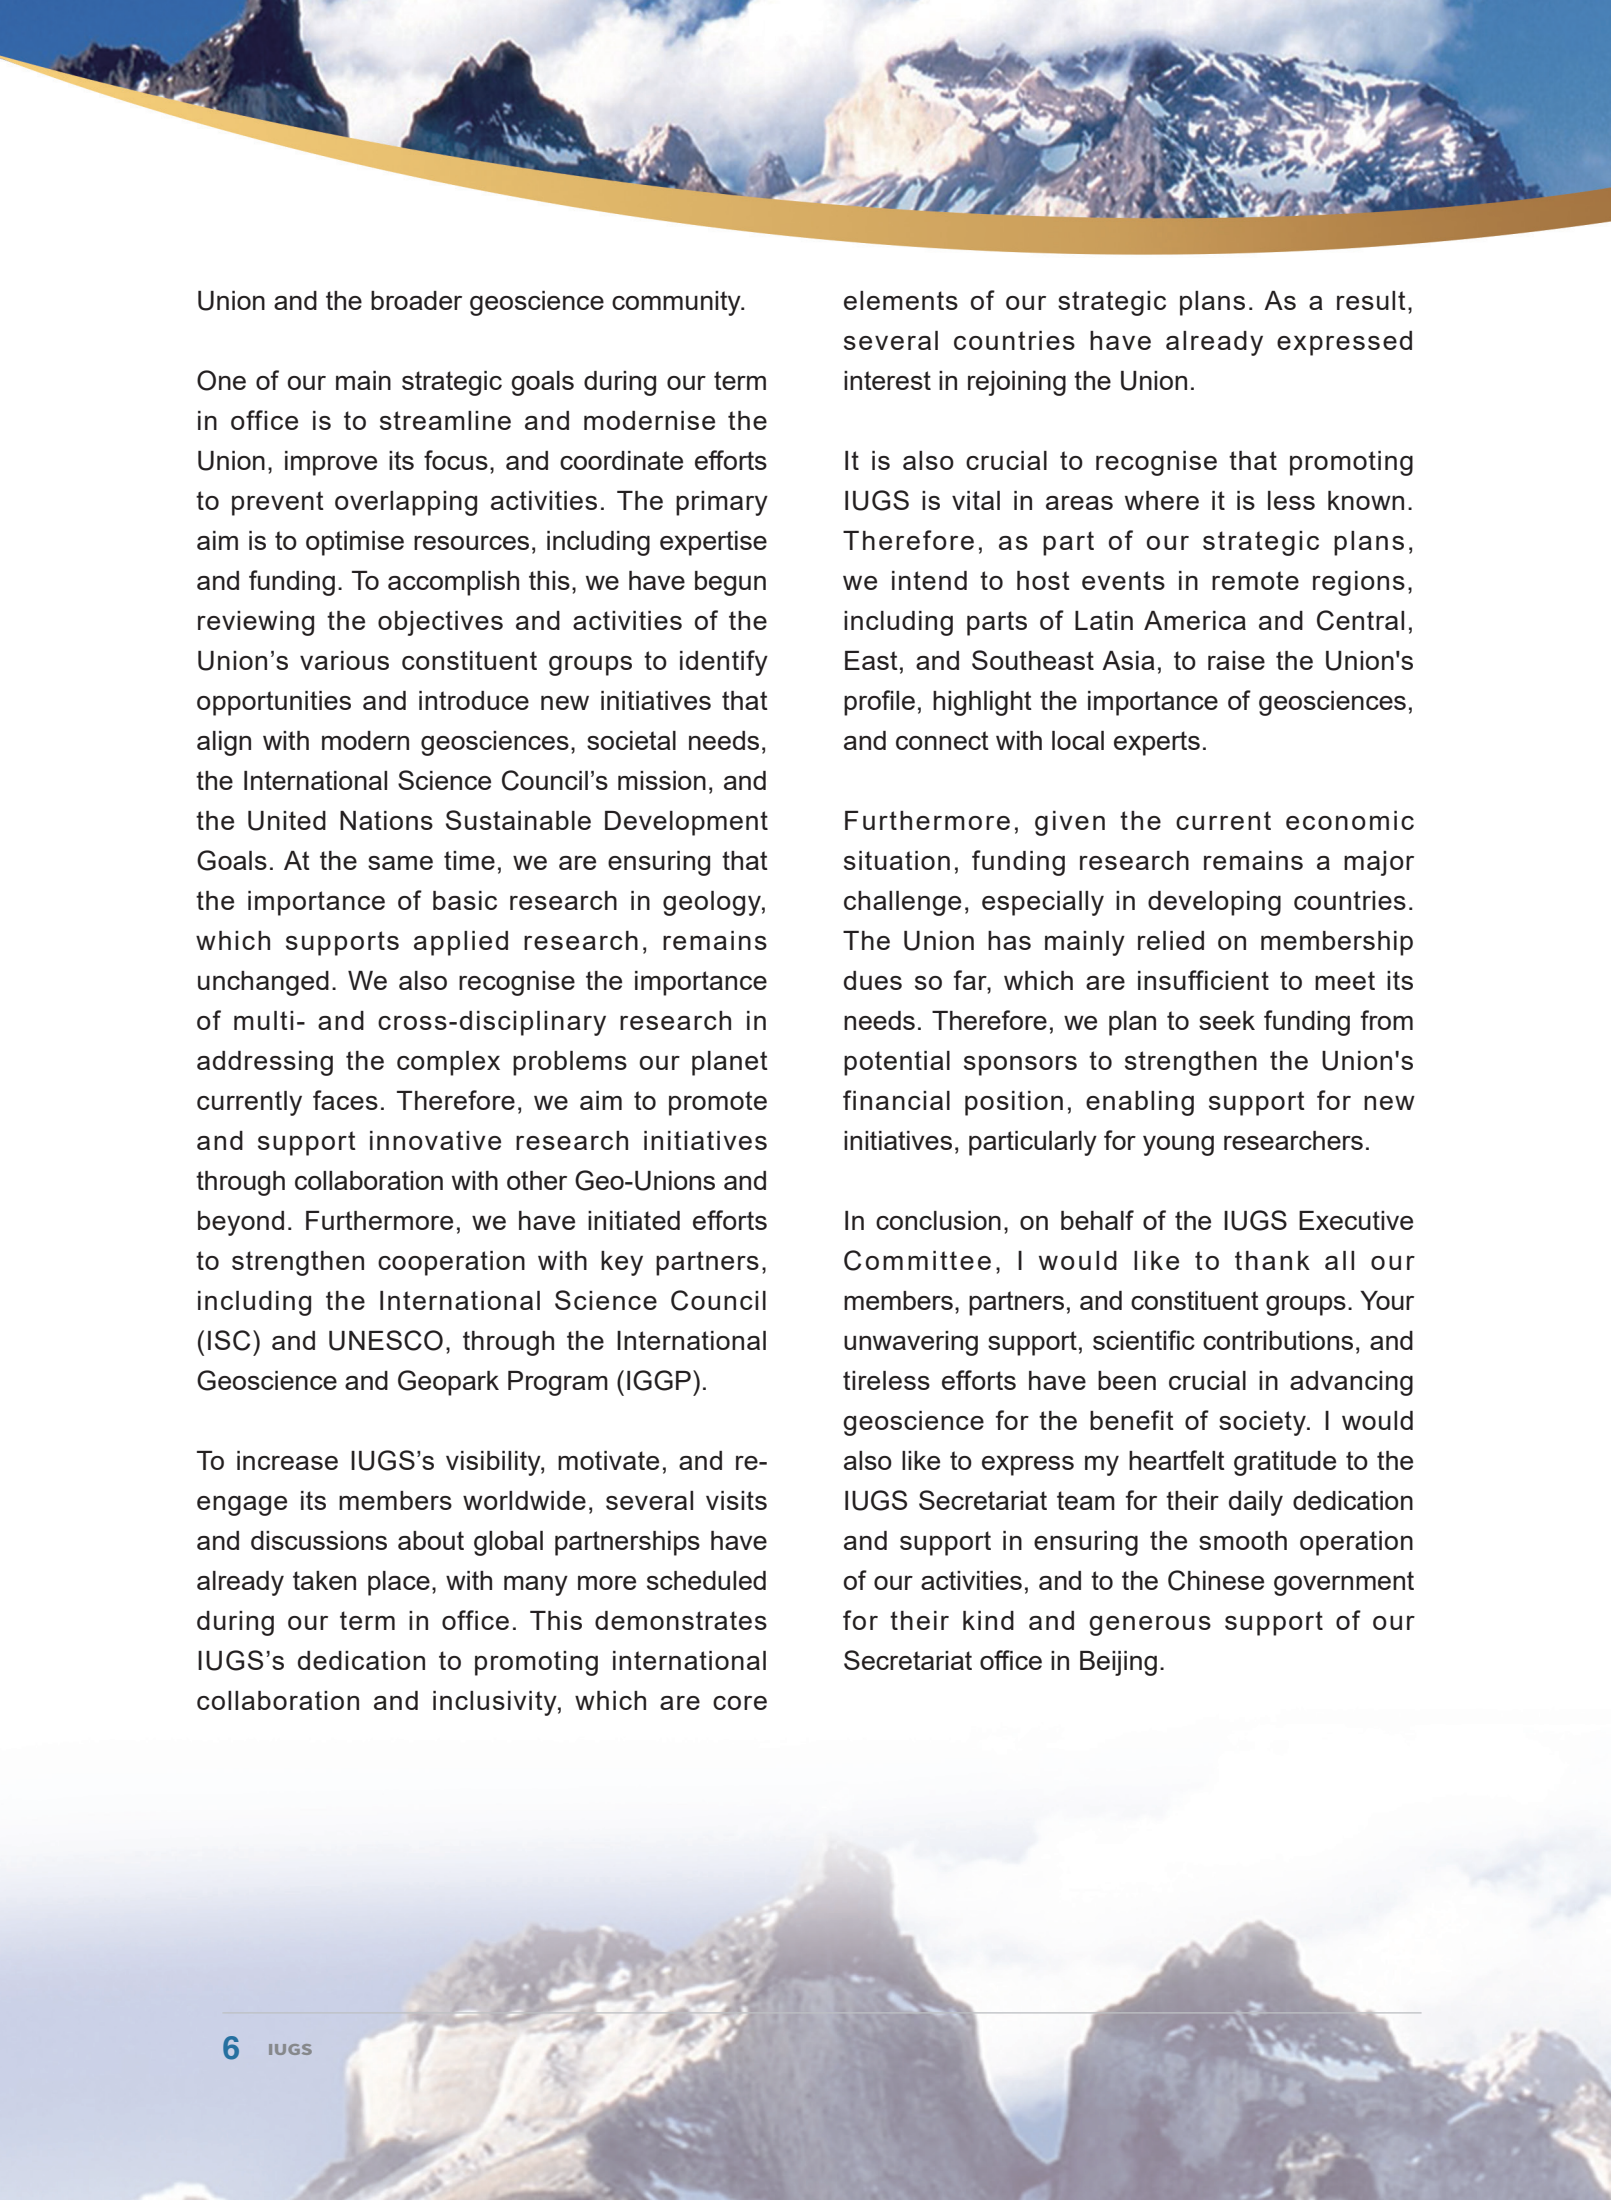 Union and the broader geoscience community.
One of our main strategic goals during our term
in office is to streamline and modernise the
Union, improve its focus, and coordinate efforts
to prevent overlapping activities. The primary
aim is to optimise resources, including expertise
and funding. To accomplish this, we have begun
reviewing the objectives and activities of the
Union’s various constituent groups to identify
opportunities and introduce new initiatives that
align with modern geosciences, societal needs,
the International Science Council’s mission, and
the United Nations Sustainable Development
Goals. At the same time, we are ensuring that
the importance of basic research in geology,
which supports applied research, remains
unchanged. We also recognise the importance
of multi- and cross-disciplinary research in
addressing the complex problems our planet
currently faces. Therefore, we aim to promote
and support innovative research initiatives
through collaboration with other Geo-Unions and
beyond. Furthermore, we have initiated efforts
to strengthen cooperation with key partners,
including the International Science Council
(ISC) and UNESCO, through the International
Geoscience and Geopark Program (IGGP).
To increase IUGS’s visibility, motivate, and re-
engage its members worldwide, several visits
and discussions about global partnerships have
already taken place, with many more scheduled
during our term in office. This demonstrates
IUGS’s dedication to promoting international
collaboration and inclusivity, which are core
elements of our strategic plans. As a result,
several countries have already expressed
interest in rejoining the Union.
It is also crucial to recognise that promoting
IUGS is vital in areas where it is less known.
Therefore, as part of our strategic plans,
we intend to host events in remote regions,
including parts of Latin America and Central,
East, and Southeast Asia, to raise the Union's
profile, highlight the importance of geosciences,
and connect with local experts.
Furthermore, given the current economic
situation, funding research remains a major
challenge, especially in developing countries.
The Union has mainly relied on membership
dues so far, which are insufficient to meet its
needs. Therefore, we plan to seek funding from
potential sponsors to strengthen the Union's
financial position, enabling support for new
initiatives, particularly for young researchers.
In conclusion, on behalf of the IUGS Executive
Committee, I would like to thank all our
members, partners, and constituent groups. Your
unwavering support, scientific contributions, and
tireless efforts have been crucial in advancing
geoscience for the benefit of society. I would
also like to express my heartfelt gratitude to the
IUGS Secretariat team for their daily dedication
and support in ensuring the smooth operation
of our activities, and to the Chinese government
for their kind and generous support of our
Secretariat office in Beijing.
6 IUGS